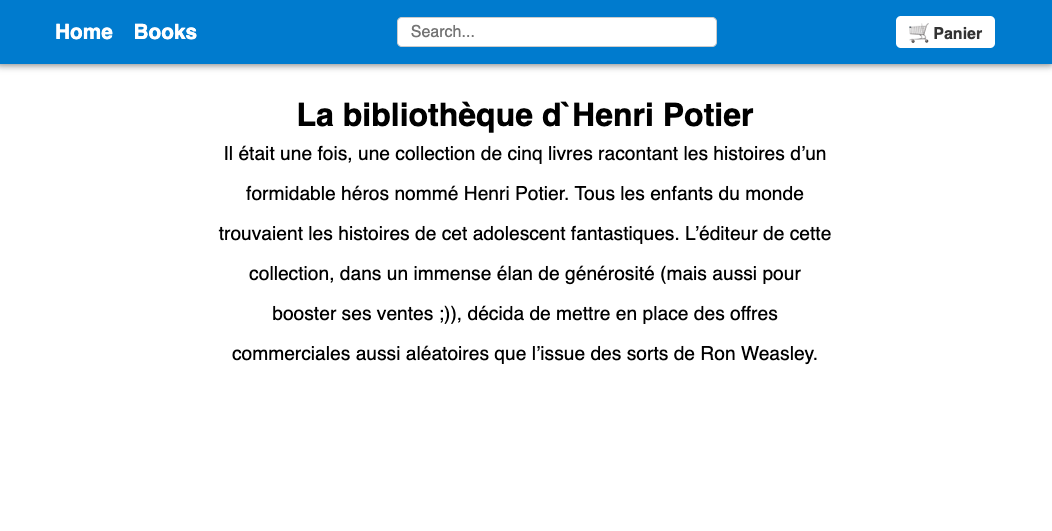 Home Books Search... 🛒 Panier
La bibliothèque d`Henri Potier
Il était une fois, une collection de cinq livres racontant les histoires d’un
formidable héros nommé Henri Potier. Tous les enfants du monde
trouvaient les histoires de cet adolescent fantastiques. L’éditeur de cette
collection, dans un immense élan de générosité (mais aussi pour
booster ses ventes ;)), décida de mettre en place des offres
commerciales aussi aléatoires que l’issue des sorts de Ron Weasley.